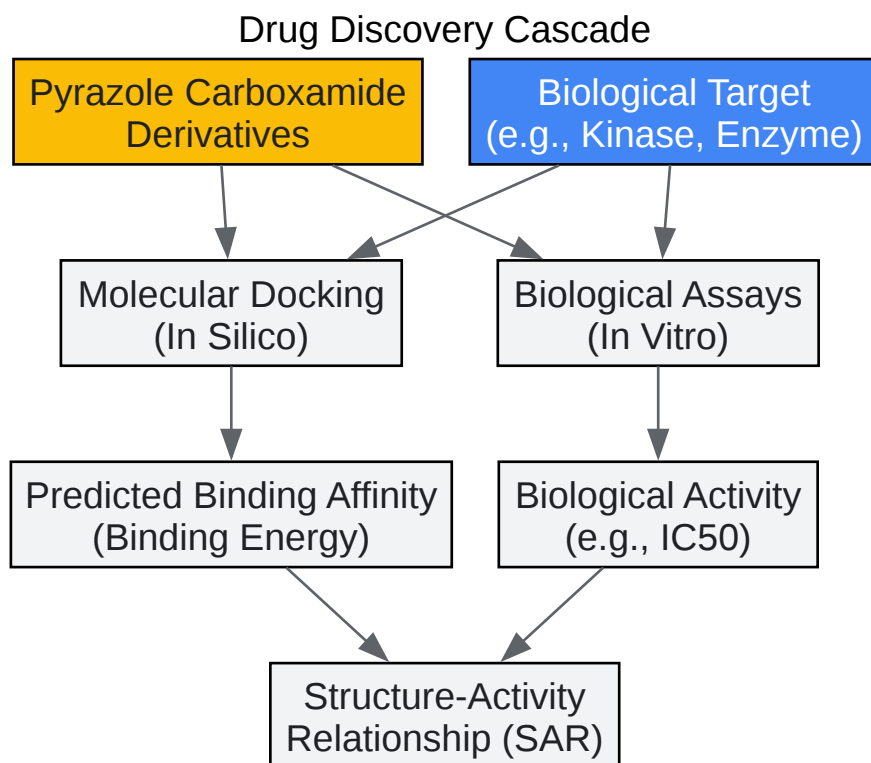 Drug Discovery Cascade
Pyrazole Carboxamide
Derivatives
Biological Target
(e.g., Kinase, Enzyme)
Molecular Docking
(In Silico)
Biological Assays
(In Vitro)
Predicted Binding Affinity
(Binding Energy)
Biological Activity
(e.g., IC50)
Structure-Activity
Relationship (SAR)